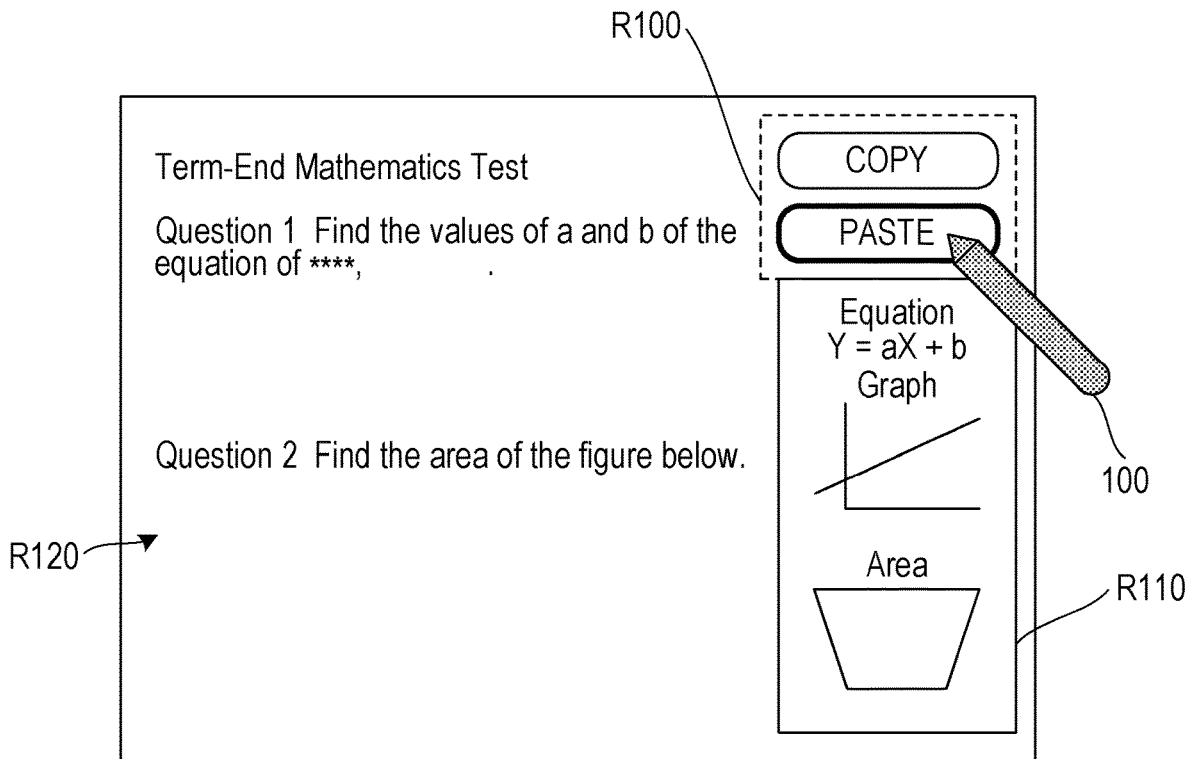 R100
Term-End Mathematics Test
COPY
PASTE
Question 1 Find the values of a and b of the
equation of ****, .
Equation
Y = aX + b
Graph
Question 2 Find the area of the figure below.
100
R120
Area
R110